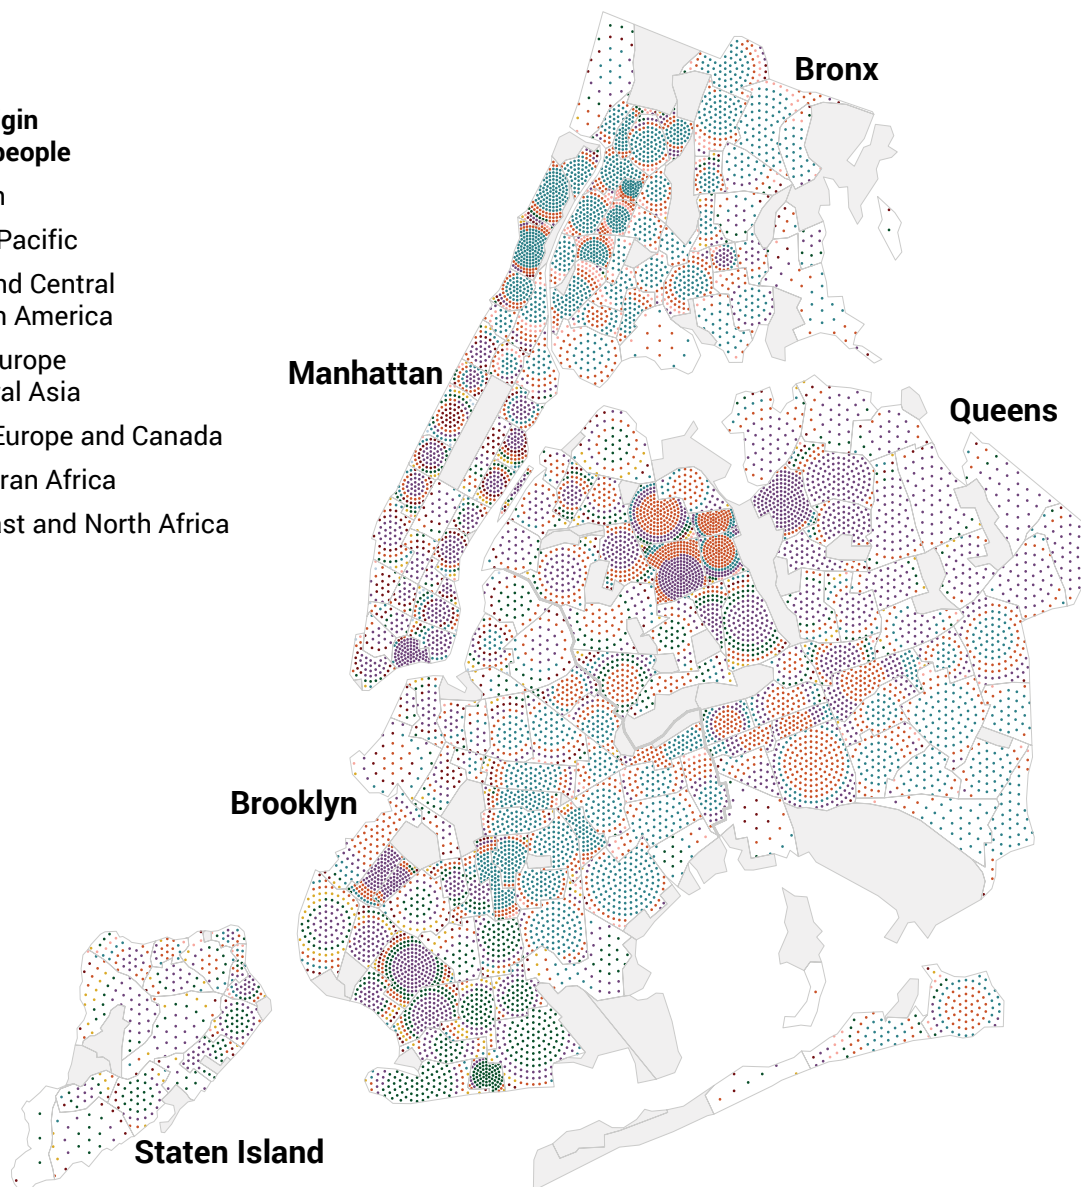 Bronx
gin
people
n
Pacific
nd Central
n America
Manhattan
urope
al Asia
Queens
Europe and Canada
ran Africa
ast and North Africa
Brooklyn
Staten Island